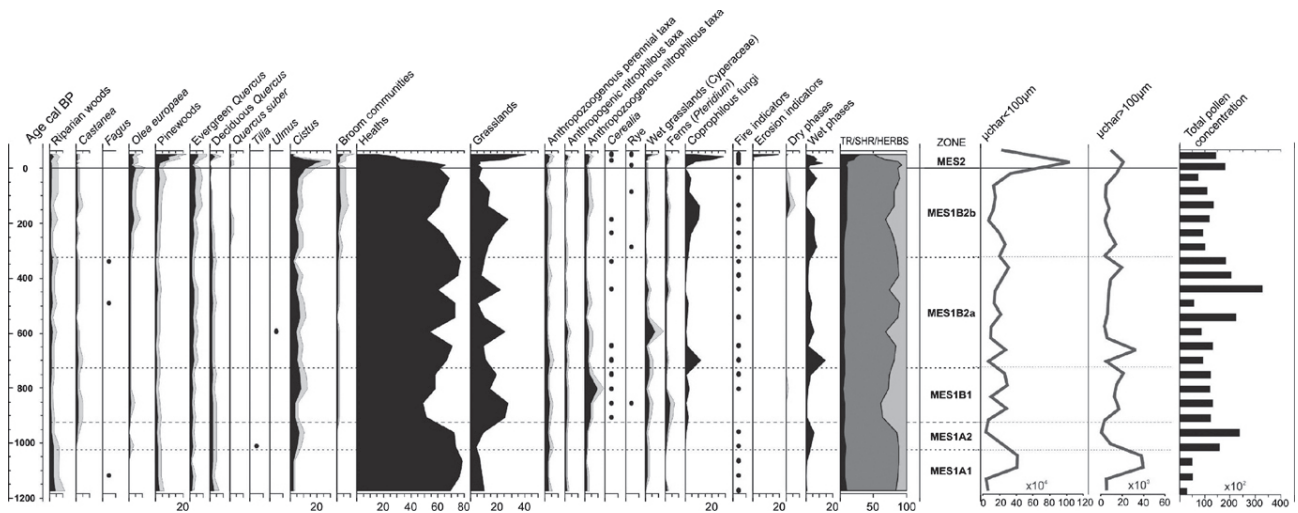 Age cal BP
Riparian woods
Castanea
Fagus
Olea europaea
Pinewoods
Evergreen Quercus
Deciduous Quercus
Quercus suber
Tilia
Ulmus
Cistus
Broom communities
Heaths
Grasslands
Anthropozoogenous perennial taxa
Anthropogenic nitrophilous taxa
Anthropozoogenous nitrophilous taxa
Cerealia
Rye
Wet grasslands (Cyperaceae)
Ferns (Pteridium)
Coprophilous fungi
Fire indicators
Erosion indicators
Dry phases
Wet phases
TR/SHR/HERBS
ZONE
µchar<100µm
µchar>100µm
Total pollen
concentration
0
200
400
600
800
1000
1200
MES2
MES1B2b
MES1B2a
MES1B1
MES1A2
MES1A1
x10⁴
x10³
x10²
20
20
20
20 40 60 80
20 40
20
20
20
50 100
0 20 40 60 80 100 120
0 20 40
0 100 200 300 400